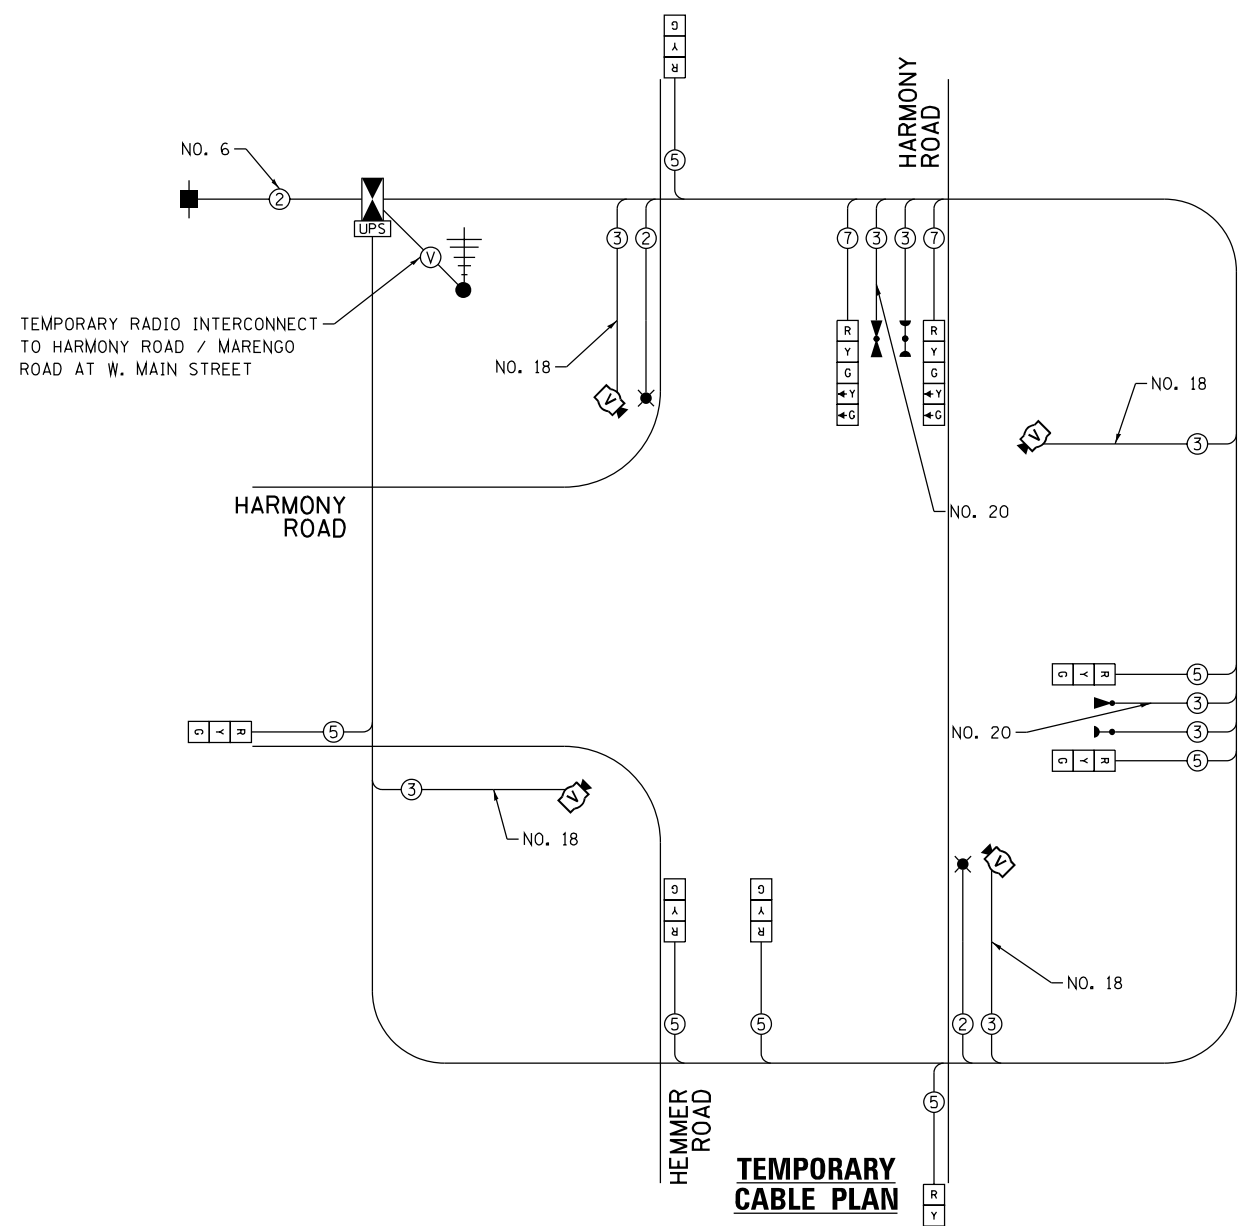 G
Y
R
HARMONY
ROAD
NO. 6
5
2
UPS
3
2
7
3
3
7
V
TEMPORARY RADIO INTERCONNECT
TO HARMONY ROAD / MARENGO
ROAD AT W. MAIN STREET
R
Y
G
Y
G
R
Y
G
Y
G
NO. 18
V
NO. 18
V
3
HARMONY
ROAD
NO. 20
G Y R
5
3
NO. 20
3
G Y R
5
G Y R
5
3
V
NO. 18
V
G
Y
R
G
Y
R
NO. 18
5
5
2
3
5
HEMMER
ROAD
TEMPORARY
CABLE PLAN
R
Y